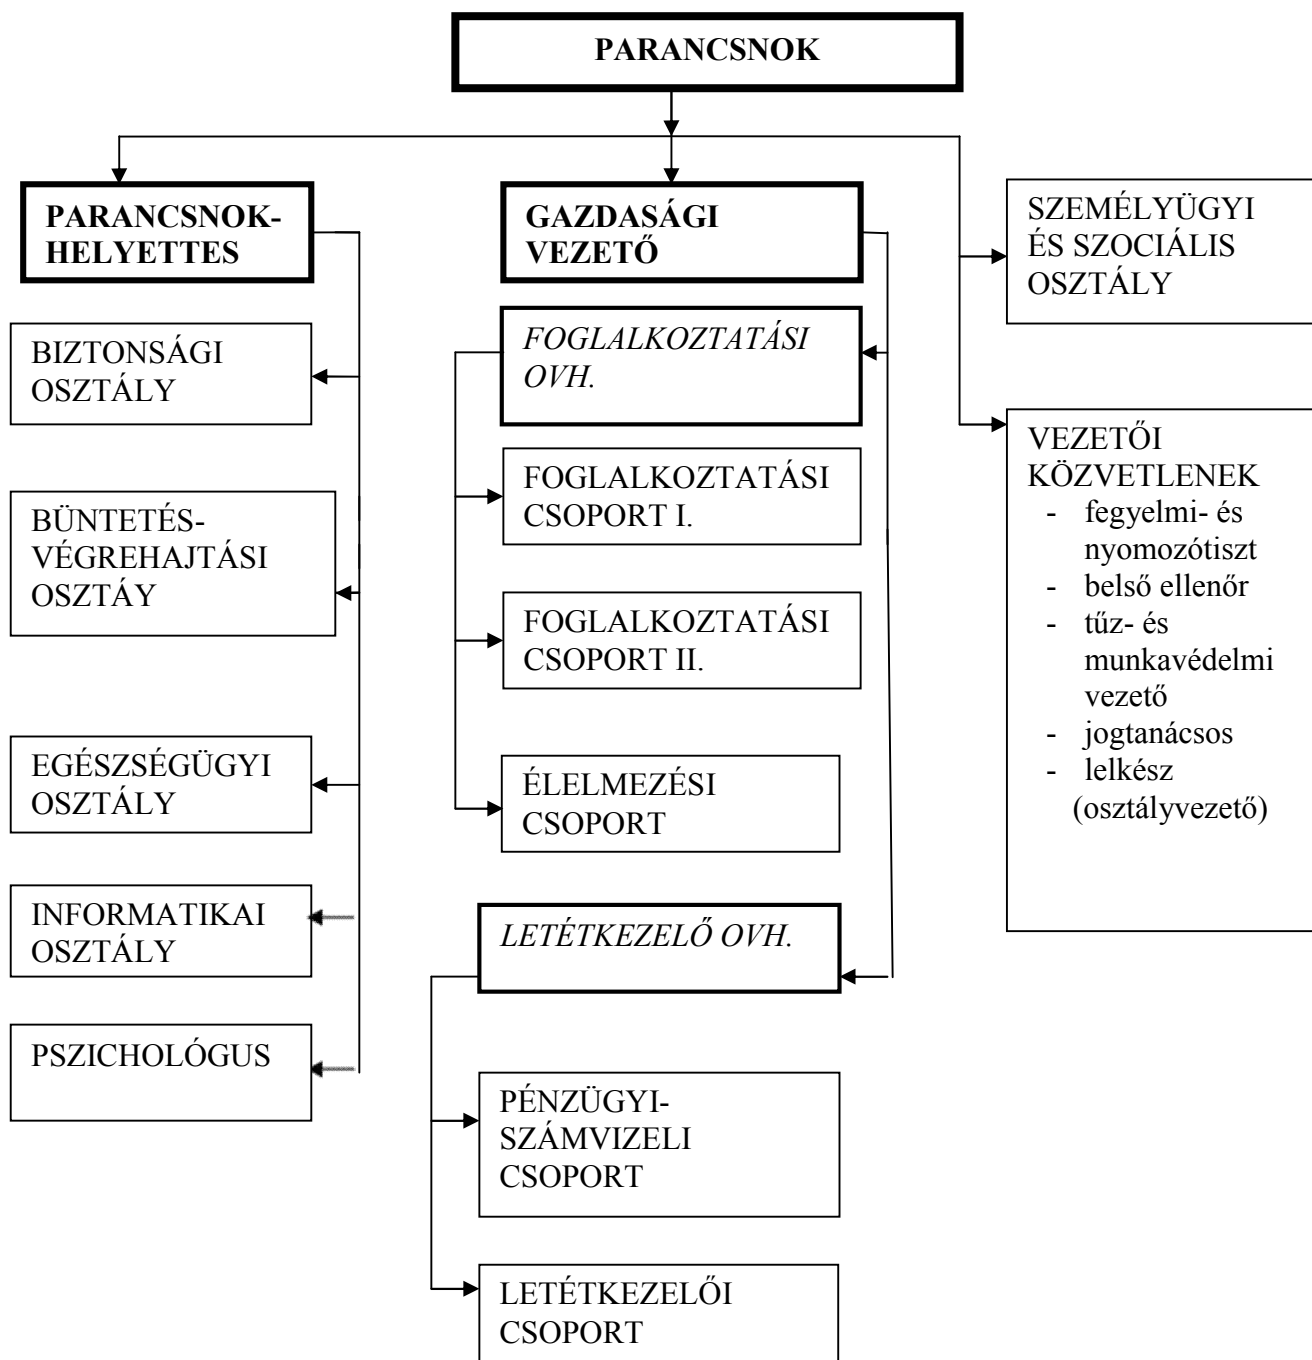 PARANCSNOK
PARANCSNOK-
HELYETTES
BIZTONSÁGI
OSZTÁLY
BÜNTETÉS-
VÉGREHAJTÁSI
OSZTÁY
EGÉSZSÉGÜGYI
OSZTÁLY
INFORMATIKAI
OSZTÁLY
PSZICHOLÓGUS
GAZDASÁGI
VEZETŐ
FOGLALKOZTATÁSI
OVH.
FOGLALKOZTATÁSI
CSOPORT I.
FOGLALKOZTATÁSI
CSOPORT II.
ÉLELMEZÉSI
CSOPORT
LETÉTKEZELŐ OVH.
PÉNZÜGYI-
SZÁMVIZELI
CSOPORT
LETÉTKEZELŐI
CSOPORT
SZEMÉLYÜGYI
ÉS SZOCIÁLIS
OSZTÁLY
VEZETŐI
KÖZVETLENEK
- fegyelmi- és
nyomozótiszt
- belső ellenőr
- tűz- és
munkavédelmi
vezető
- jogtanácsos
- lelkész
(osztályvezető)